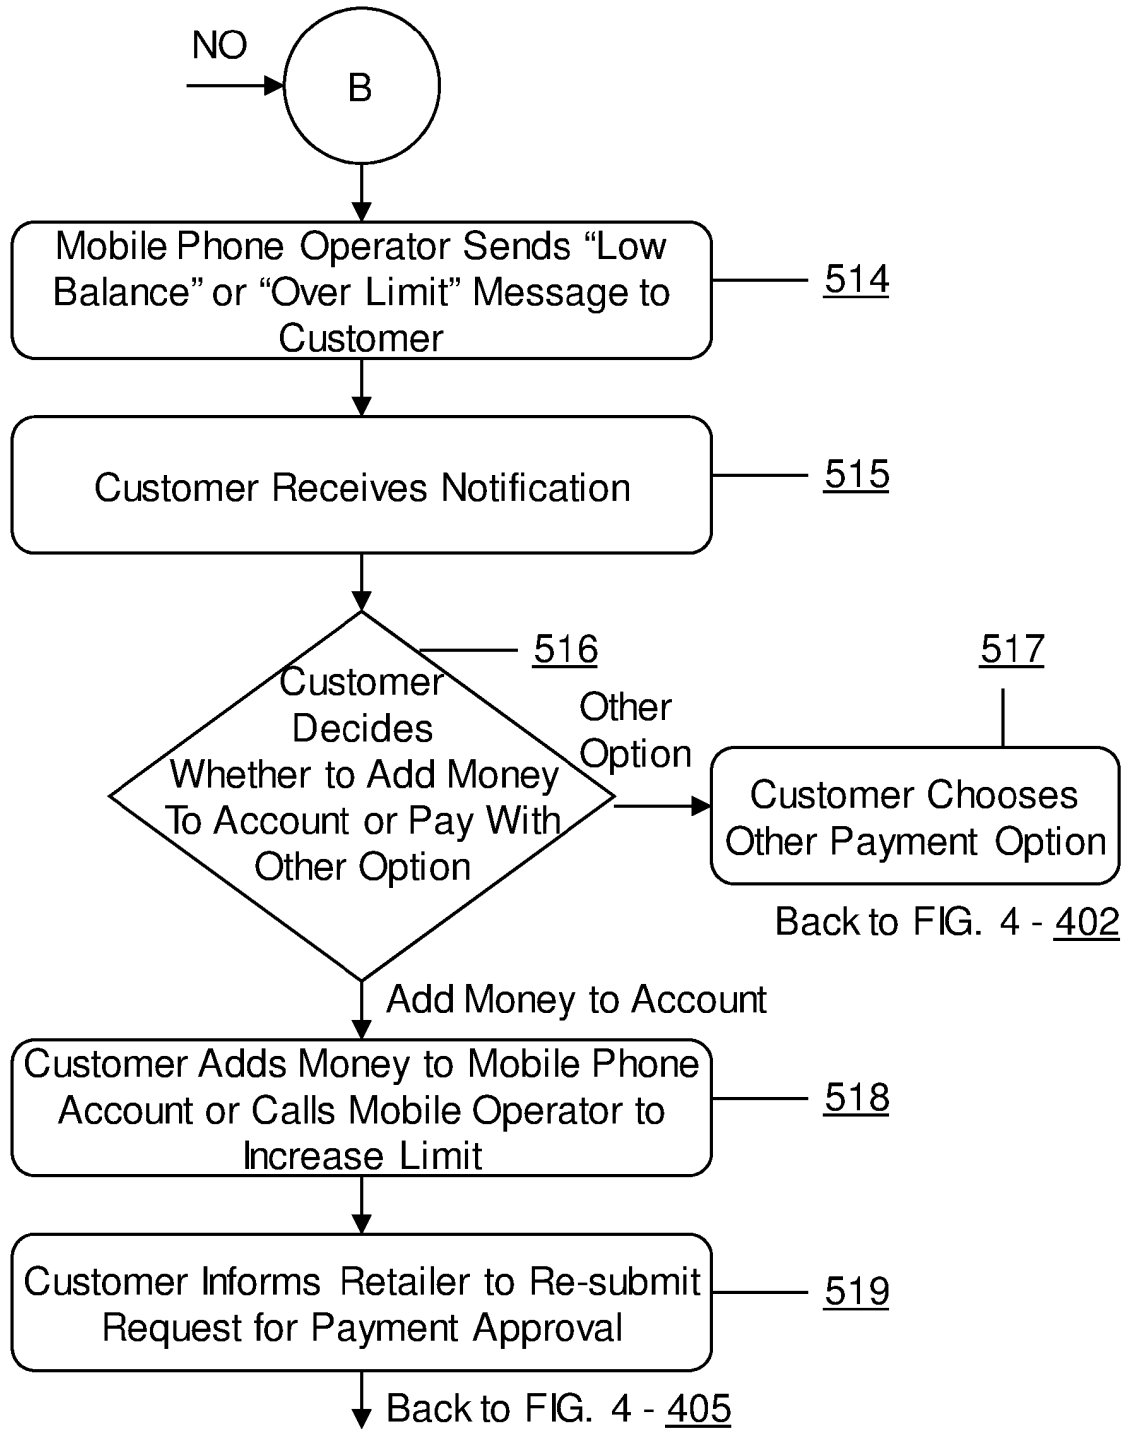 NO
B
Mobile Phone Operator Sends “Low
Balance” or “Over Limit” Message to
Customer
514
Customer Receives Notification
515
516
Customer
Decides
Whether to Add Money
To Account or Pay With
Other Option
Other
Option
517
Customer Chooses
Other Payment Option
Back to FIG. 4 - 402
Add Money to Account
Customer Adds Money to Mobile Phone
Account or Calls Mobile Operator to
Increase Limit
518
Customer Informs Retailer to Re-submit
Request for Payment Approval
519
Back to FIG. 4 - 405